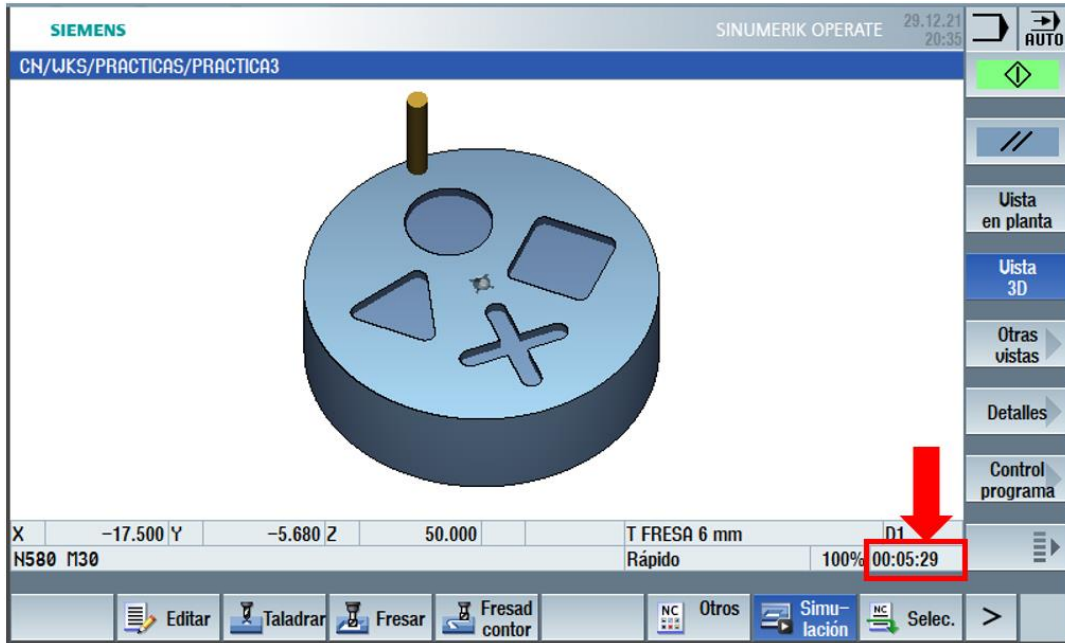 SIEMENS
SINUMERIK OPERATE
29.12.21
20:35
AUTO
CN/WKS/PRACTICAS/PRACTICA3
Vista
en planta
Vista
3D
Otras
vistas
Detalles
Control
programa
X -17.500 Y -5.680 Z 50.000 T FRESA 6 mm D1
N580 M30 Rápido 100% 00:05:29
Editar
Taladrar
Fresar
Fresad
contor
NC
Otros
Simu-
lación
NC
Selec.
>